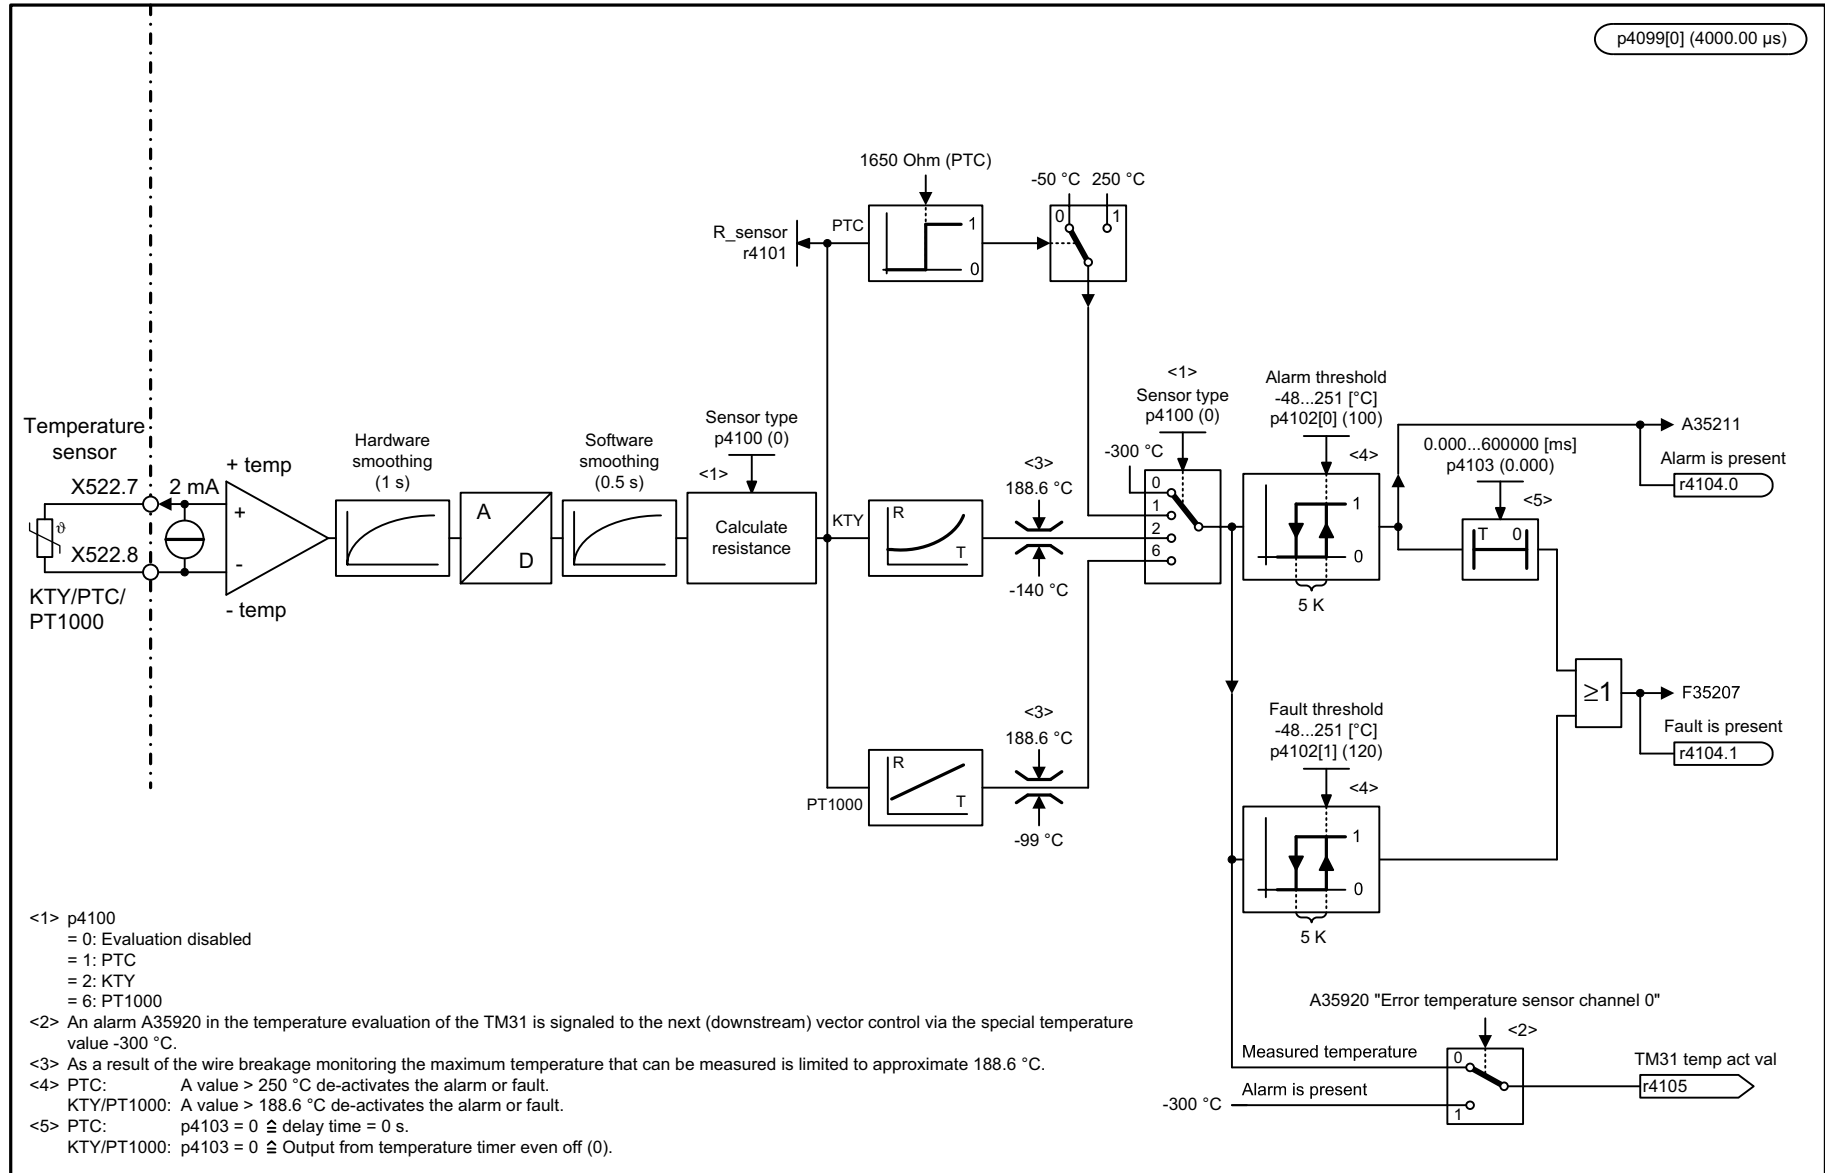 p4099[0] (4000.00 µs)
1650 Ohm (PTC)
-50 °C 250 °C
0 1
PTC
1
0
R_sensor
r4101
<1>
Sensor type
p4100 (0)
Alarm threshold
-48...251 [°C]
p4102[0] (100)
<4>
A35211
Alarm is present
r4104.0
0.000...600000 [ms]
p4103 (0.000)
<5>
T 0
Temperature
sensor
X522.7
2 mA
ϑ
X522.8
KTY/PTC/
PT1000
+ temp
+
-
- temp
Hardware
smoothing
(1 s)
A
D
Software
smoothing
(0.5 s)
Sensor type
p4100 (0)
<1>
Calculate
resistance
KTY
R
T
<3>
188.6 °C
-140 °C
-300 °C
0
1
2
6
1
0
5 K
≥1
F35207
Fault is present
r4104.1
Fault threshold
-48...251 [°C]
p4102[1] (120)
<4>
1
0
5 K
PT1000
R
T
<3>
188.6 °C
-99 °C
<1> p4100
= 0: Evaluation disabled
= 1: PTC
= 2: KTY
= 6: PT1000
<2> An alarm A35920 in the temperature evaluation of the TM31 is signaled to the next (downstream) vector control via the special temperature
value -300 °C.
<3> As a result of the wire breakage monitoring the maximum temperature that can be measured is limited to approximate 188.6 °C.
<4> PTC: A value > 250 °C de-activates the alarm or fault.
KTY/PT1000: A value > 188.6 °C de-activates the alarm or fault.
<5> PTC: p4103 = 0 ≙ delay time = 0 s.
KTY/PT1000: p4103 = 0 ≙ Output from temperature timer even off (0).
A35920 "Error temperature sensor channel 0"
<2>
Measured temperature
0
TM31 temp act val
r4105
-300 °C
Alarm is present
1